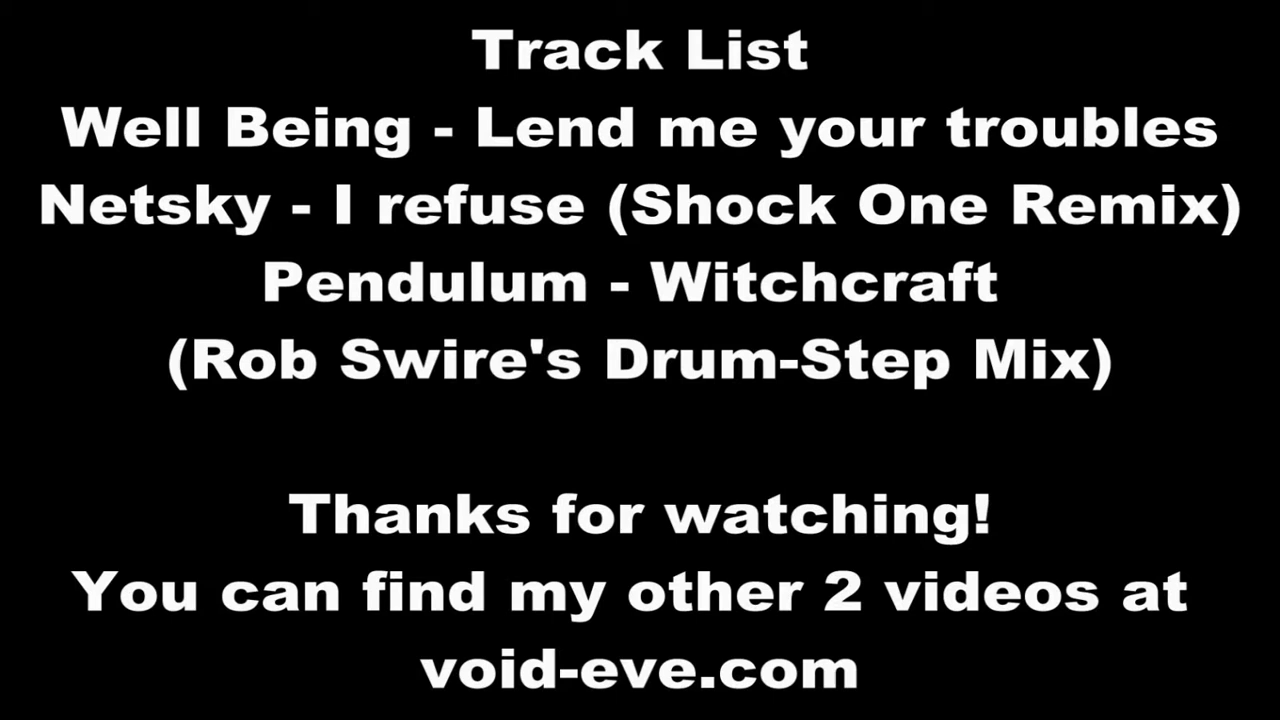 Track List
Well Being - Lend me your troubles
Netsky - I refuse (Shock One Remix)
Pendulum - Witchcraft
(Rob Swire's Drum-Step Mix)
Thanks for watching!
You can find my other 2 videos at
void-eve.com